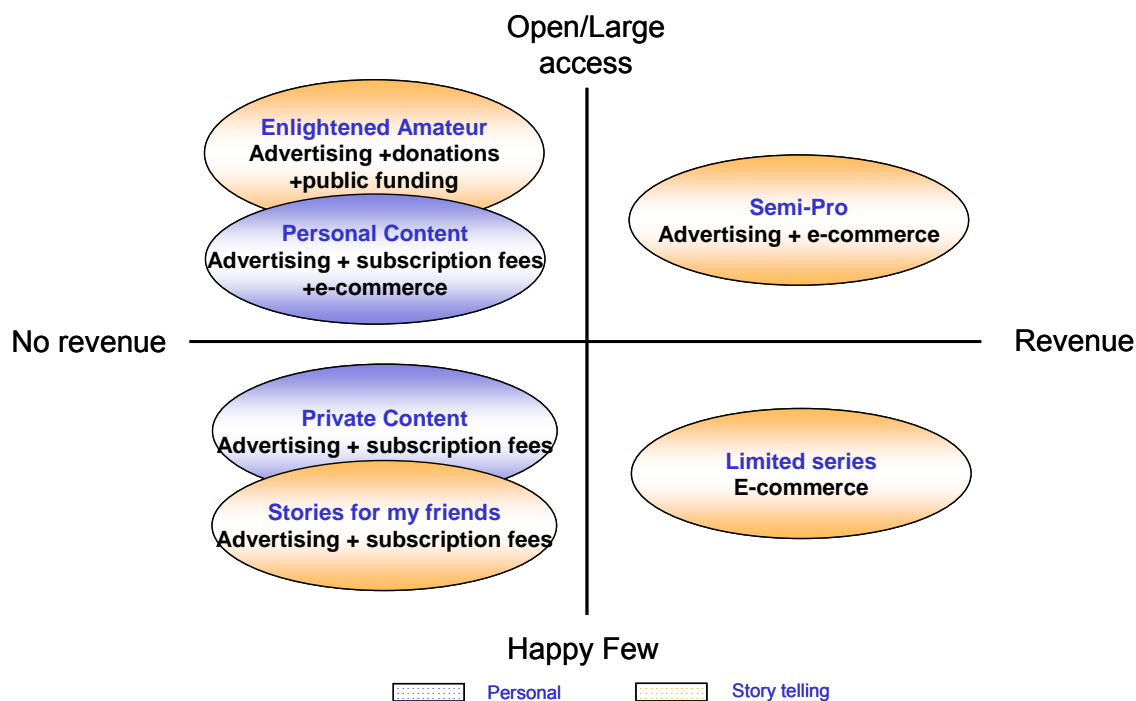 Open/Large
access
Enlightened Amateur
Advertising +donations
+public funding
Personal Content
Advertising + subscription fees
+e-commerce
Semi-Pro
Advertising + e-commerce
No revenue
Revenue
Private Content
Advertising + subscription fees
Stories for my friends
Advertising + subscription fees
Limited series
E-commerce
Happy Few
Personal
Story telling